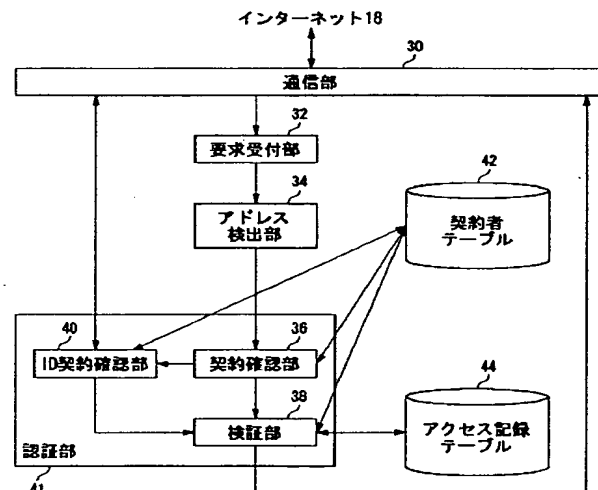 インターネット18
30
通信部
32
要求受付部
34
アドレス
検出部
42
契約者
テーブル
40
ID契約確認部
36
契約確認部
38
検証部
44
アクセス記録
テーブル
認証部
41